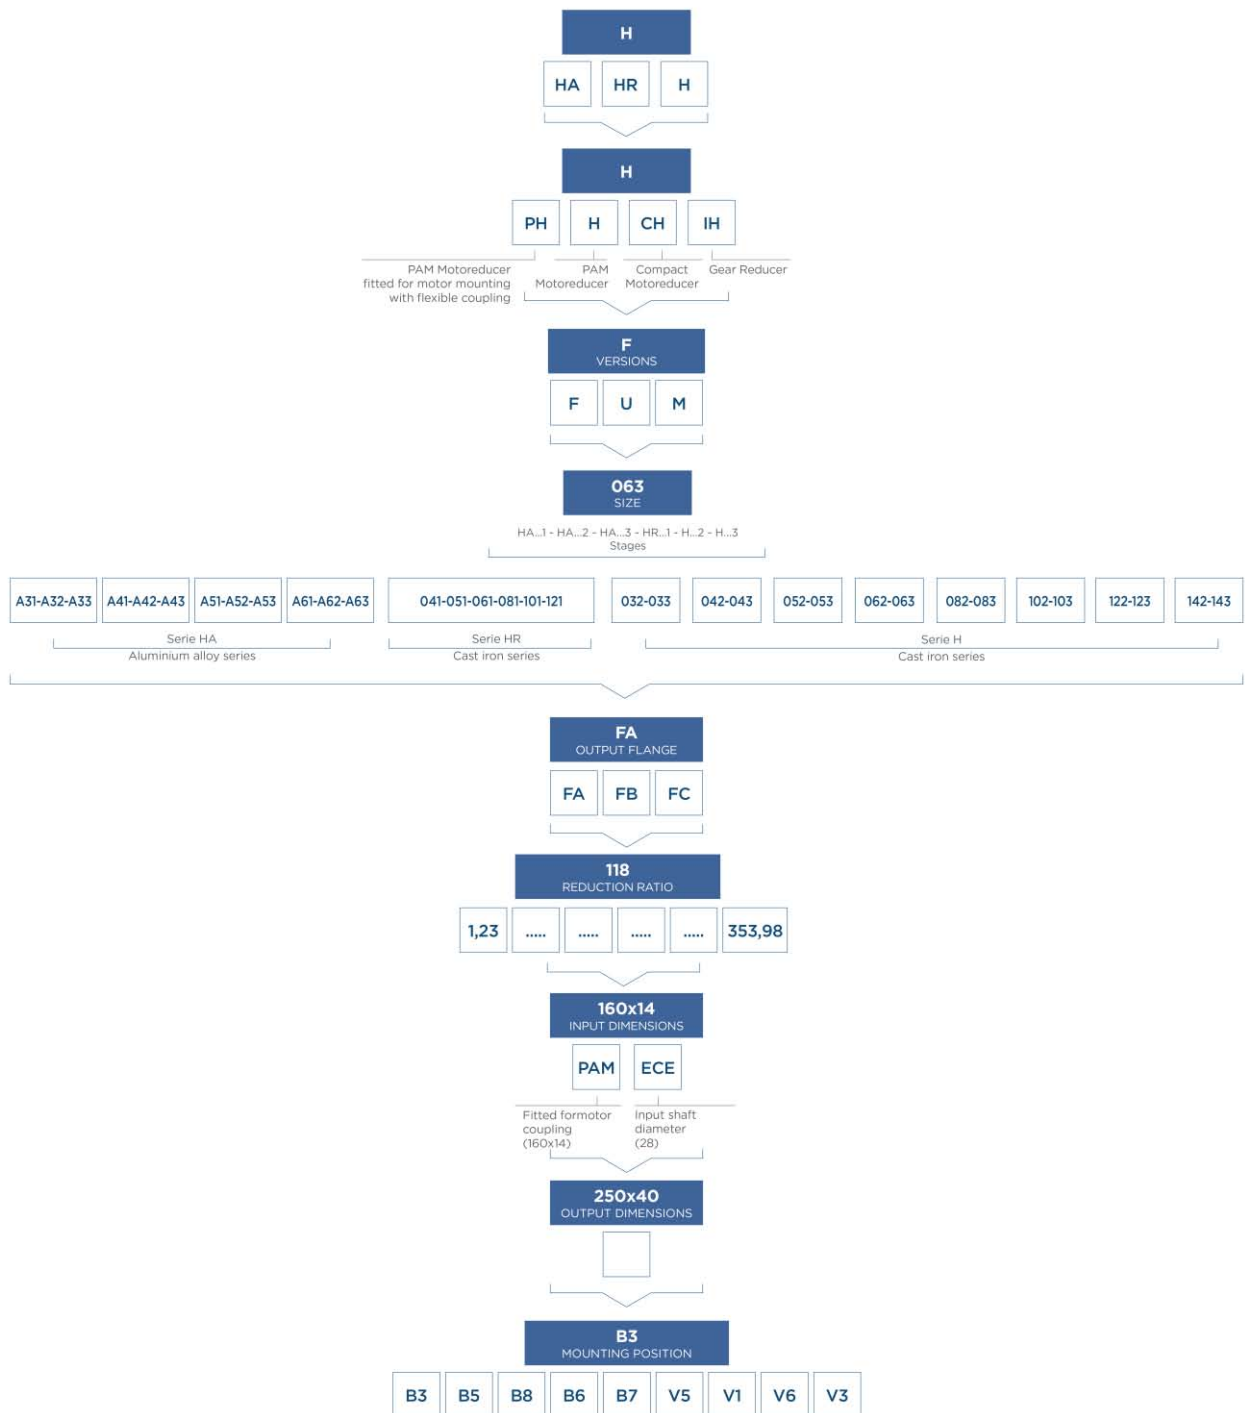 H
HA HR H
H
PH H CH IH
PAM Motoreducer
fitted for motor mounting
with flexible coupling
PAM
Motoreducer
Compact
Motoreducer
Gear Reducer
F
VERSIONS
F U M
063
SIZE
HA...1 - HA...2 - HA...3 - HR...1 - H...2 - H...3
Stages
A31-A32-A33 A41-A42-A43 A51-A52-A53 A61-A62-A63 041-051-061-081-101-121 032-033 042-043 052-053 062-063 082-083 102-103 122-123 142-143
Serie HA
Aluminium alloy series
Serie HR
Cast iron series
Serie H
Cast iron series
FA
OUTPUT FLANGE
FA FB FC
118
REDUCTION RATIO
1,23 ..... ..... ..... ..... 353,98
160x14
INPUT DIMENSIONS
PAM ECE
Fitted formotor
coupling
(160x14)
Input shaft
diameter
(28)
250x40
OUTPUT DIMENSIONS
B3
MOUNTING POSITION
B3 B5 B8 B6 B7 V5 V1 V6 V3